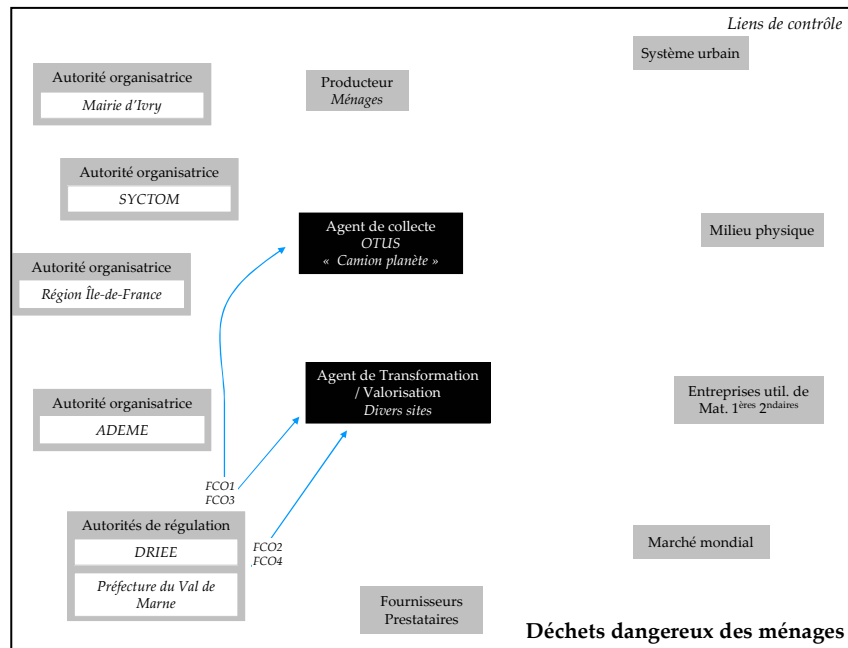 Liens de contrôle
Système urbain
Autorité organisatrice
Mairie d'Ivry
Producteur
Ménages
Autorité organisatrice
SYCTOM
Agent de collecte
OTUS
« Camion planète »
Milieu physique
Autorité organisatrice
Région Île-de-France
Agent de Transformation
/ Valorisation
Divers sites
Entreprises util. de
Mat. 1ères 2ndaires
Autorité organisatrice
ADEME
FCO1
FCO3
Autorités de régulation
DRIEE
Préfecture du Val de
Marne
FCO2
FCO4
Marché mondial
Fournisseurs
Prestataires
Déchets dangereux des ménages